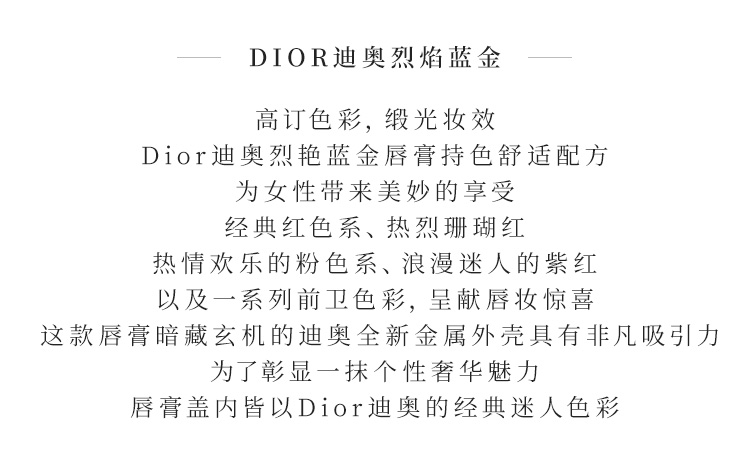 DIOR迪奥烈焰蓝金
高订色彩, 缎光妆效
Dior迪奥烈艳蓝金唇膏持色舒适配方
为女性带来美妙的享受
经典红色系、热烈珊瑚红
热情欢乐的粉色系、浪漫迷人的紫红
以及一系列前卫色彩, 呈献唇妆惊喜
这款唇膏暗藏玄机的迪奥全新金属外壳具有非凡吸引力
为了彰显一抹个性奢华魅力
唇膏盖内皆以Dior迪奥的经典迷人色彩